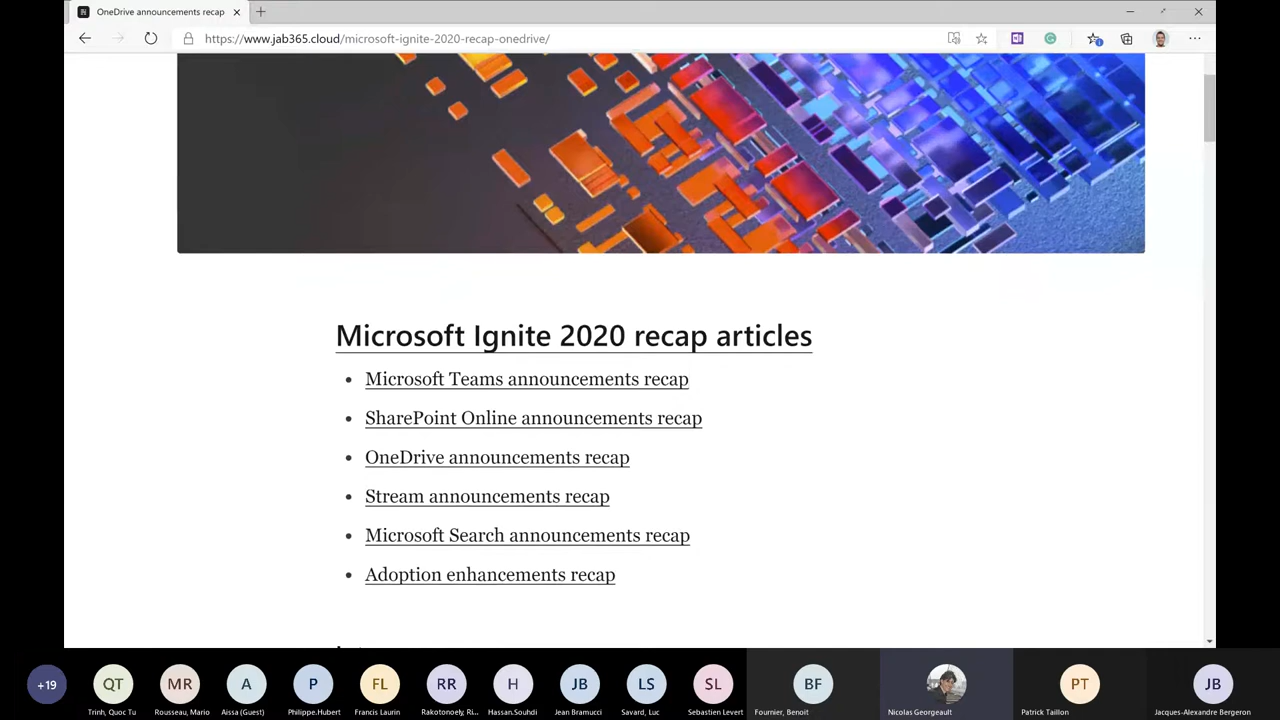 OneDrive announcements recap
https://www.jab365.cloud/microsoft-ignite-2020-recap-onedrive/
Microsoft Ignite 2020 recap articles
Microsoft Teams announcements recap
SharePoint Online announcements recap
OneDrive announcements recap
Stream announcements recap
Microsoft Search announcements recap
Adoption enhancements recap
+19 QT MR A P FL RR H JB LS SL BF PT JB
Trinh, Quoc Tu Rousseau, Mario Aissa (Guest) Philippe.Hubert Francis Laurin Rakotonoely, Ri... Hassan.Souhdi Jean Bramucci Savard, Luc Sebastien Levert Fournier, Benoit Nicolas Georgeault Patrick Taillon Jacques-Alexandre Bergeron